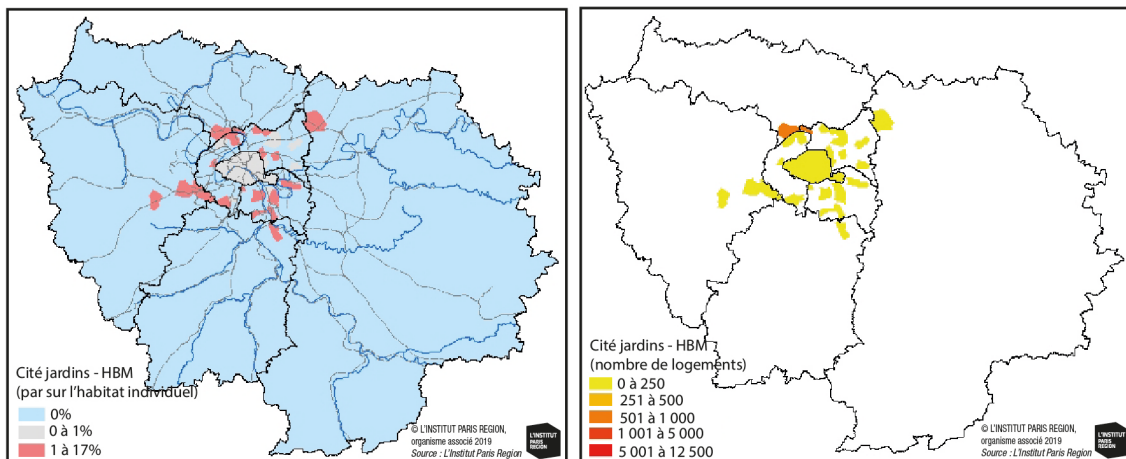 Cité jardins - HBM
(par sur l'habitat individuel)
0%
0 à 1%
1 à 17%
© L'INSTITUT PARIS REGION,
organisme associé 2019
Source : L'Institut Paris Region
L'INSTITUT
PARIS
REGION
Cité jardins - HBM
(nombre de logements)
0 à 250
251 à 500
501 à 1 000
1 001 à 5 000
5 001 à 12 500
© L'INSTITUT PARIS REGION,
organisme associé 2019
Source : L'Institut Paris Region
L'INSTITUT
PARIS
REGION